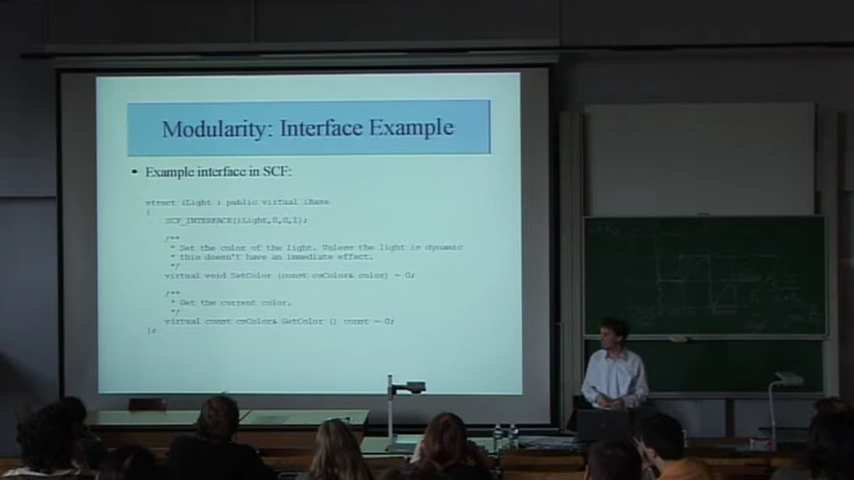 Modularity: Interface Example
• Example interface in SCF:
struct iLight : public virtual iBase
{
SCF_INTERFACE(iLight,0,0,1);
/**
* Set the color of the light. Unless the light is dynamic
* this doesn't have an immediate effect.
*/
virtual void SetColor (const csColor& color) = 0;
/**
* Get the current color.
*/
virtual const csColor& GetColor () const = 0;
};